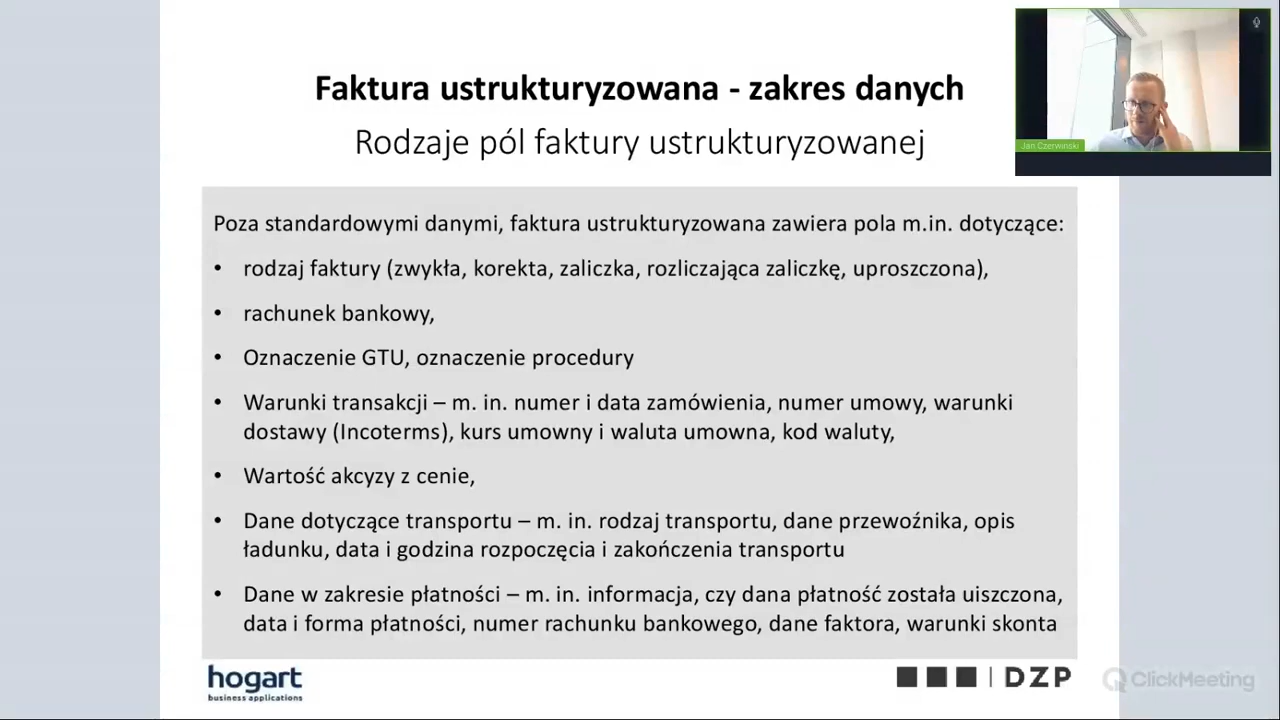 Faktura ustrukturyzowana - zakres danych
Rodzaje pól faktury ustrukturyzowanej
Jan Czerwiński
Poza standardowymi danymi, faktura ustrukturyzowana zawiera pola m.in. dotyczące:
• rodzaj faktury (zwykła, korekta, zaliczka, rozliczająca zaliczkę, uproszczona),
• rachunek bankowy,
• Oznaczenie GTU, oznaczenie procedury
• Warunki transakcji – m. in. numer i data zamówienia, numer umowy, warunki
dostawy (Incoterms), kurs umowny i waluta umowna, kod waluty,
• Wartość akcyzy z cenie,
• Dane dotyczące transportu – m. in. rodzaj transportu, dane przewoźnika, opis
ładunku, data i godzina rozpoczęcia i zakończenia transportu
• Dane w zakresie płatności – m. in. informacja, czy dana płatność została uiszczona,
data i forma płatności, numer rachunku bankowego, dane faktora, warunki skonta
hogart
business applications
DZP
ClickMeeting